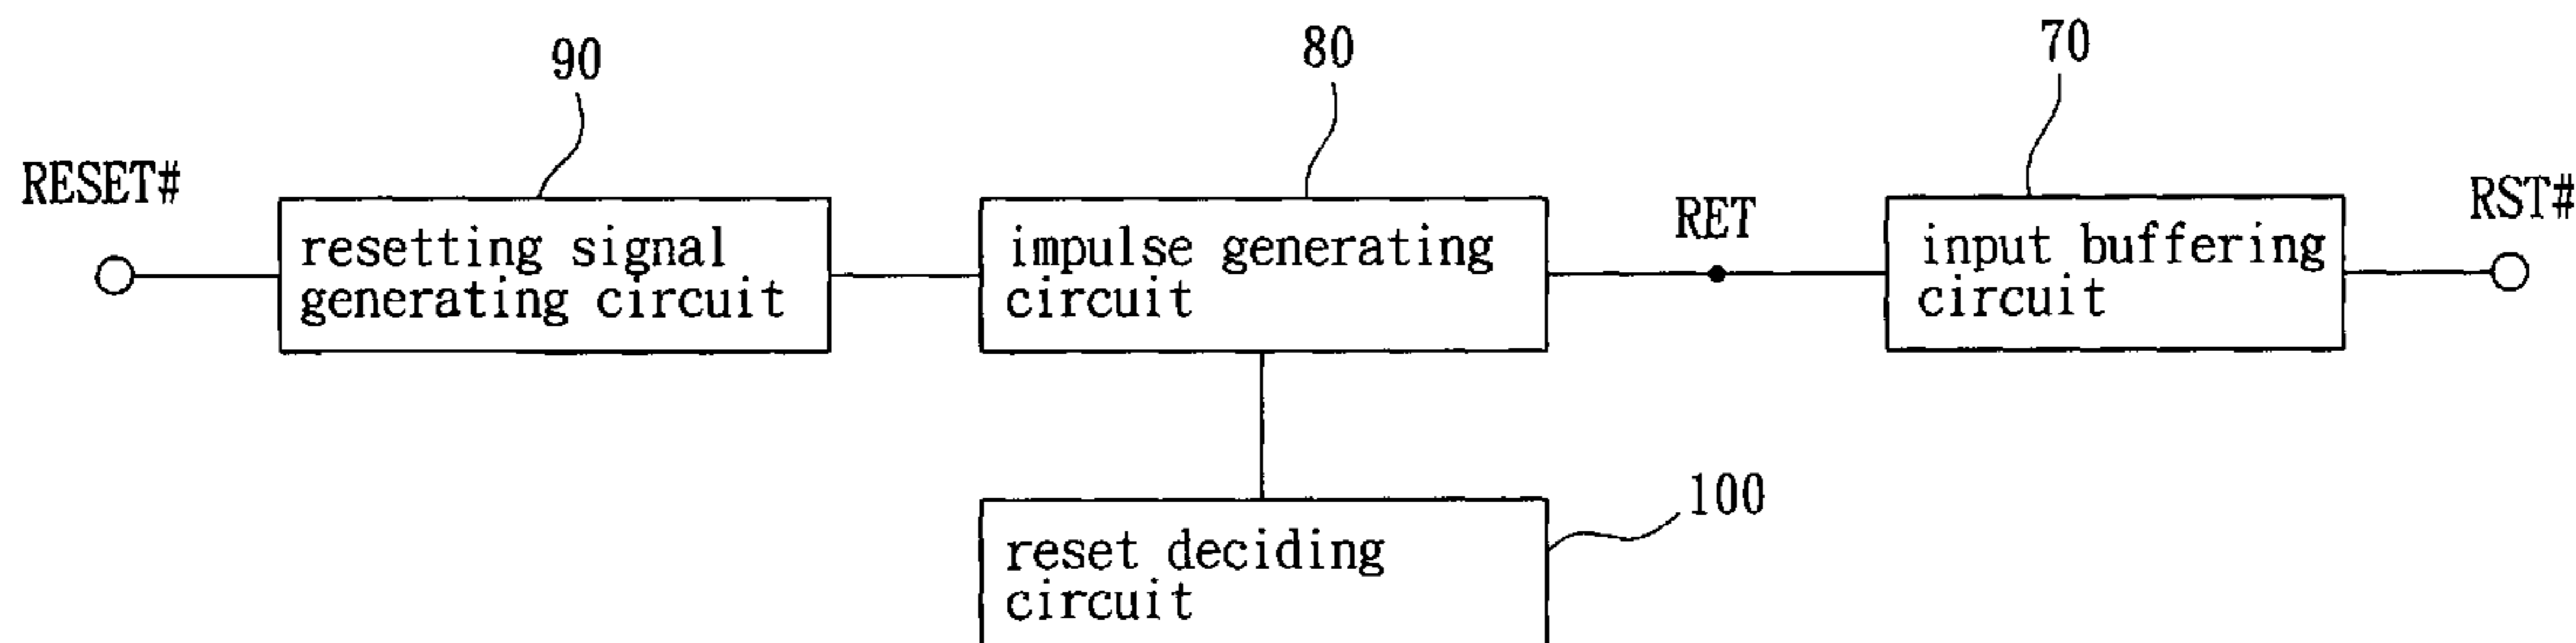 90
80
70
RESET#
RET
RST#
resetting signal
generating circuit
impulse generating
circuit
input buffering
circuit
100
reset deciding
circuit